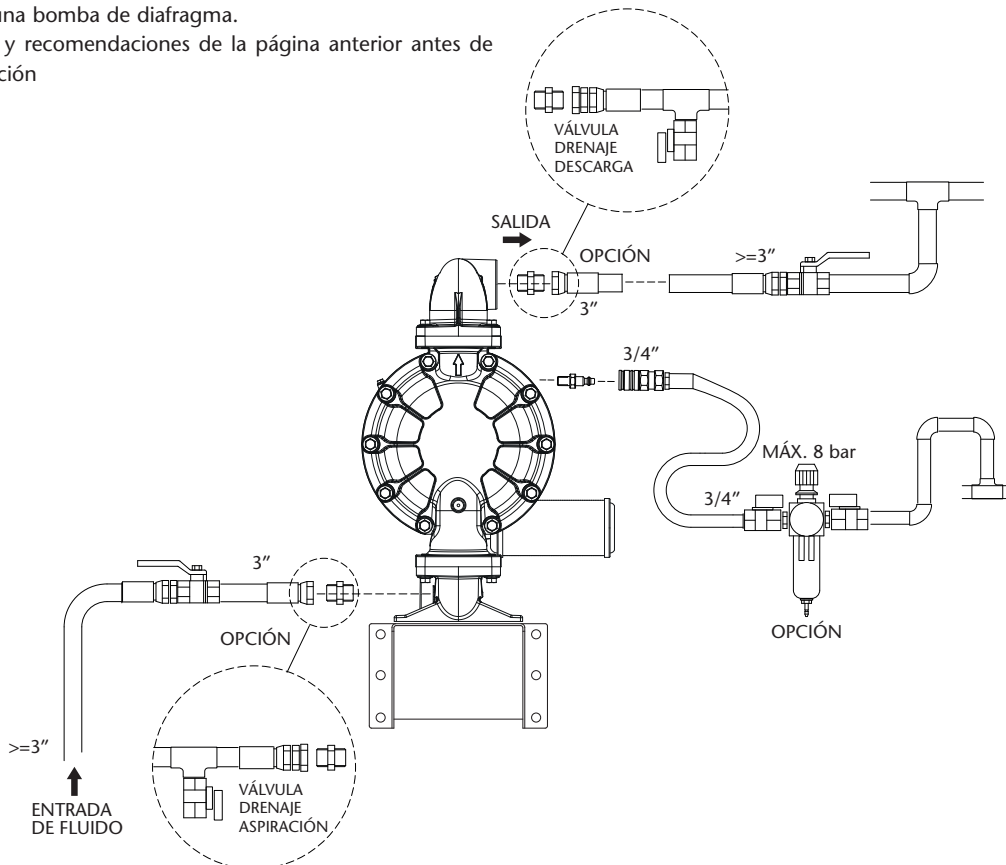 una bomba de diafragma.
y recomendaciones de la página anterior antes de
VÁLVULA
DRENAJE
DESCARGA
SALIDA
OPCIÓN
>=3"
3"
3/4"
MÁX. 8 bar
3/4"
OPCIÓN
3"
OPCIÓN
>=3"
VÁLVULA
DRENAJE
ASPIRACIÓN
ENTRADA
DE FLUIDO